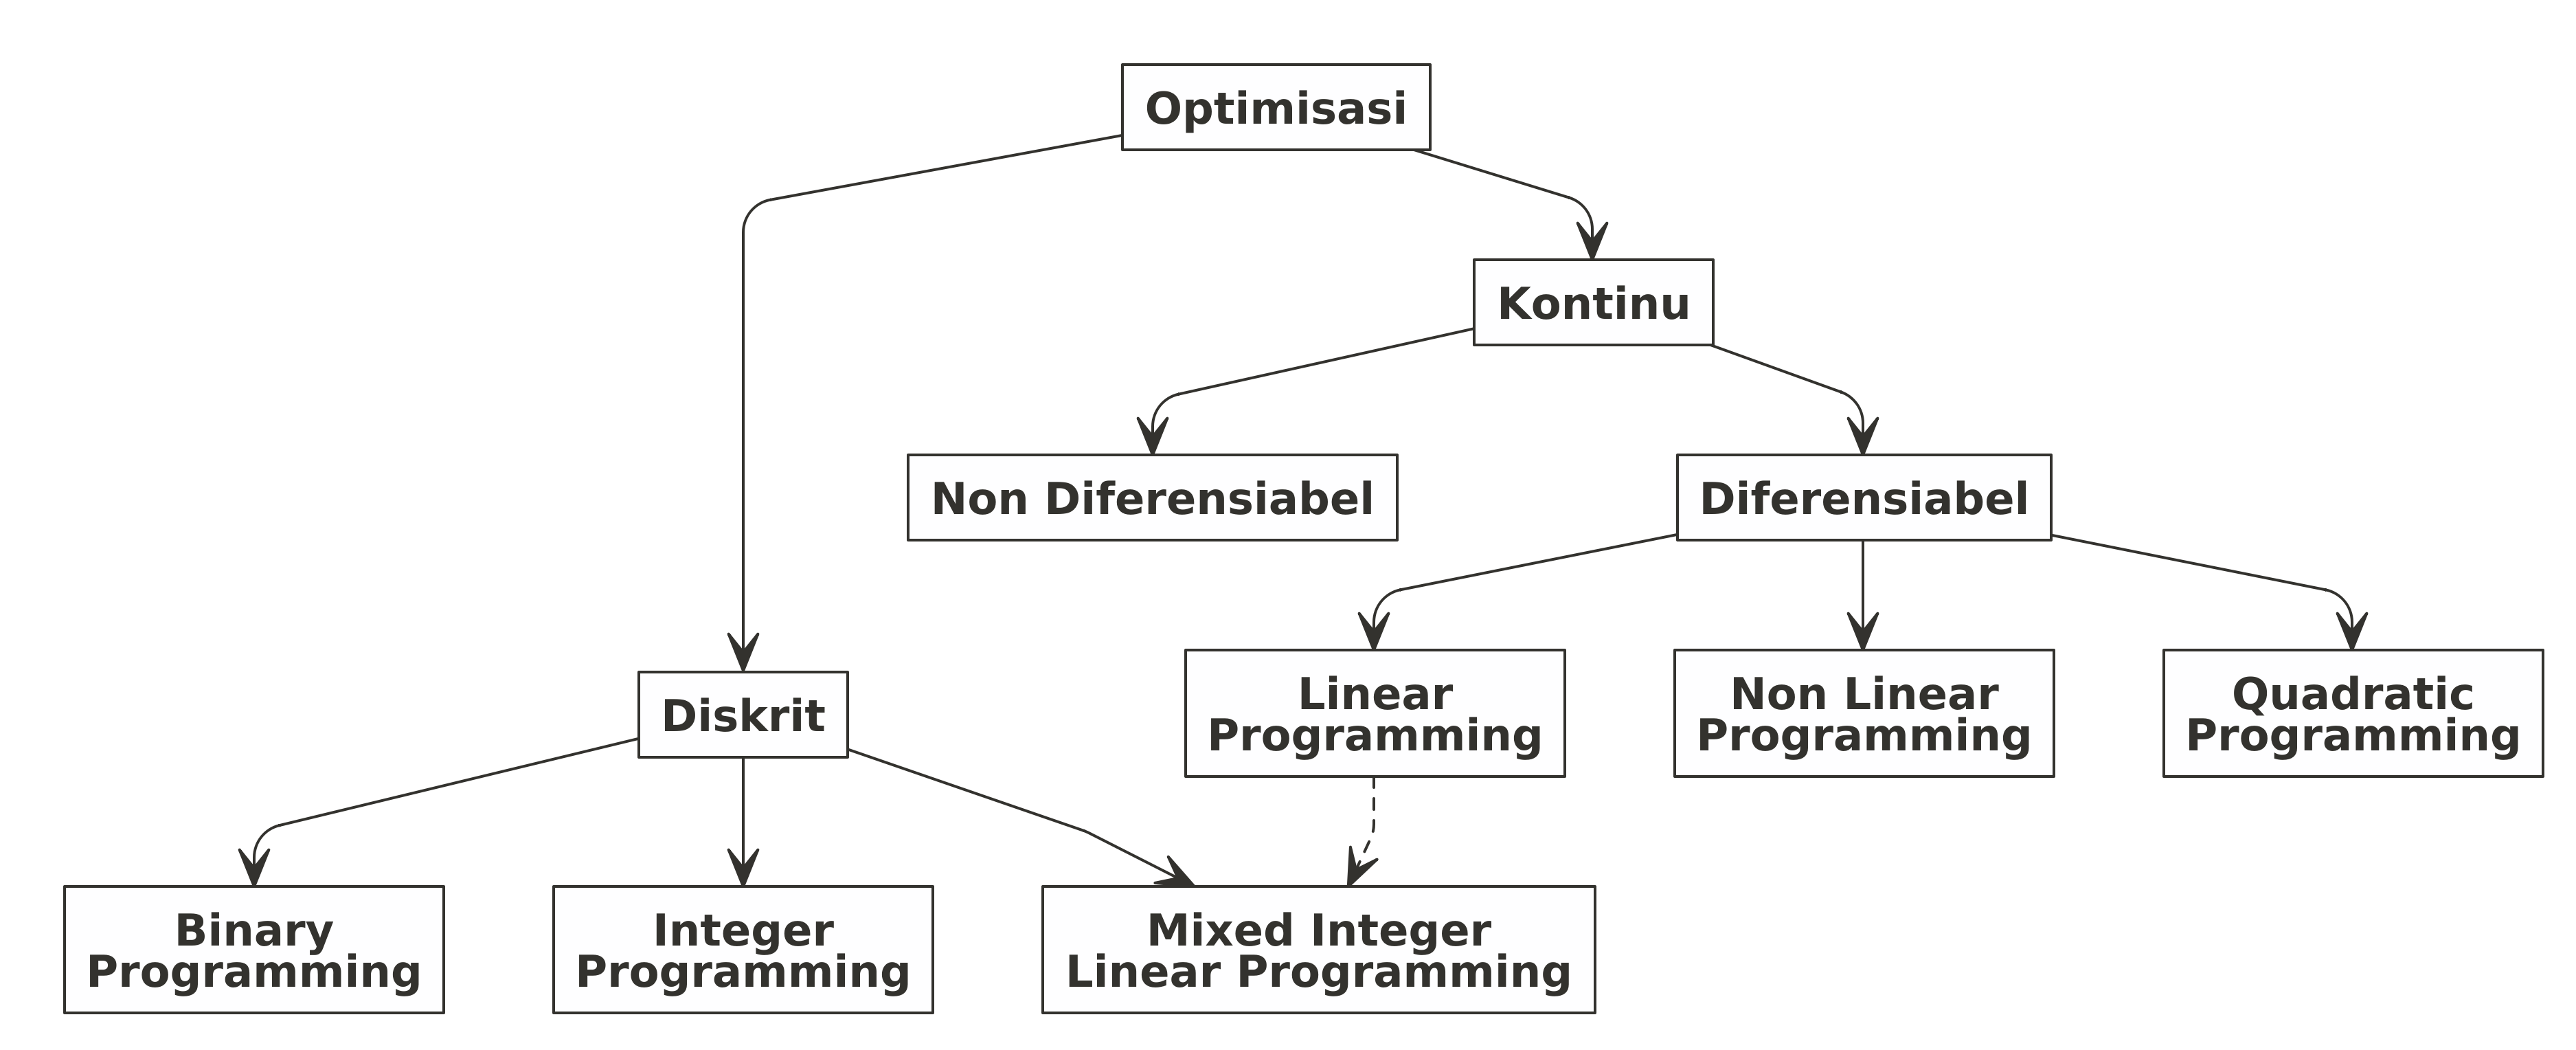 Optimisasi
Kontinu
Non Diferensiabel
Diferensiabel
Diskrit
Linear
Programming
Non Linear
Programming
Quadratic
Programming
Binary
Programming
Integer
Programming
Mixed Integer
Linear Programming